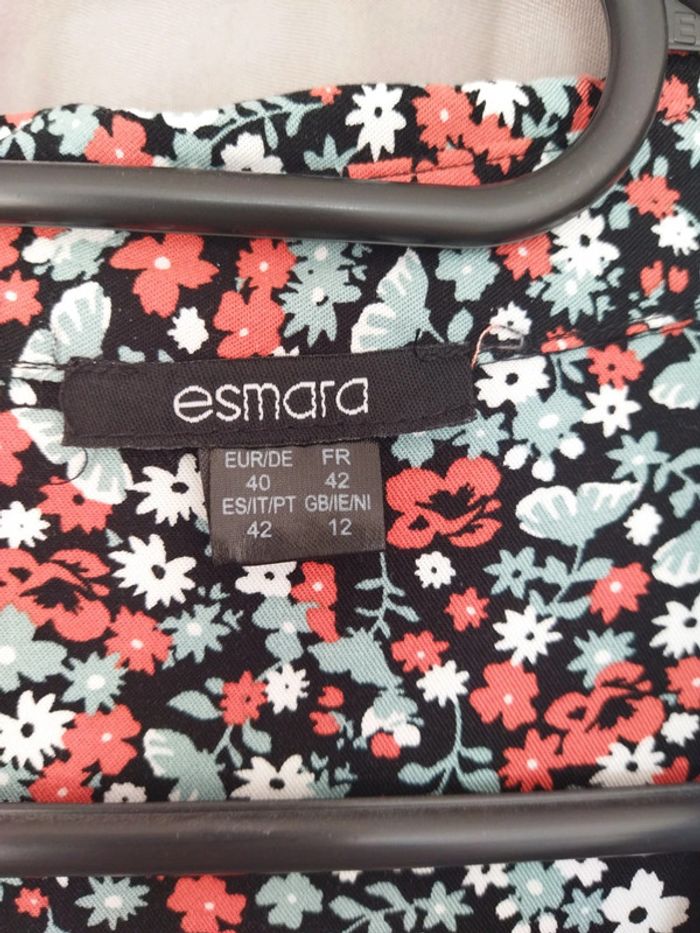 esmara
EUR/DE FR
40 42
ES/IT/PT GB/IE/NI
42 12